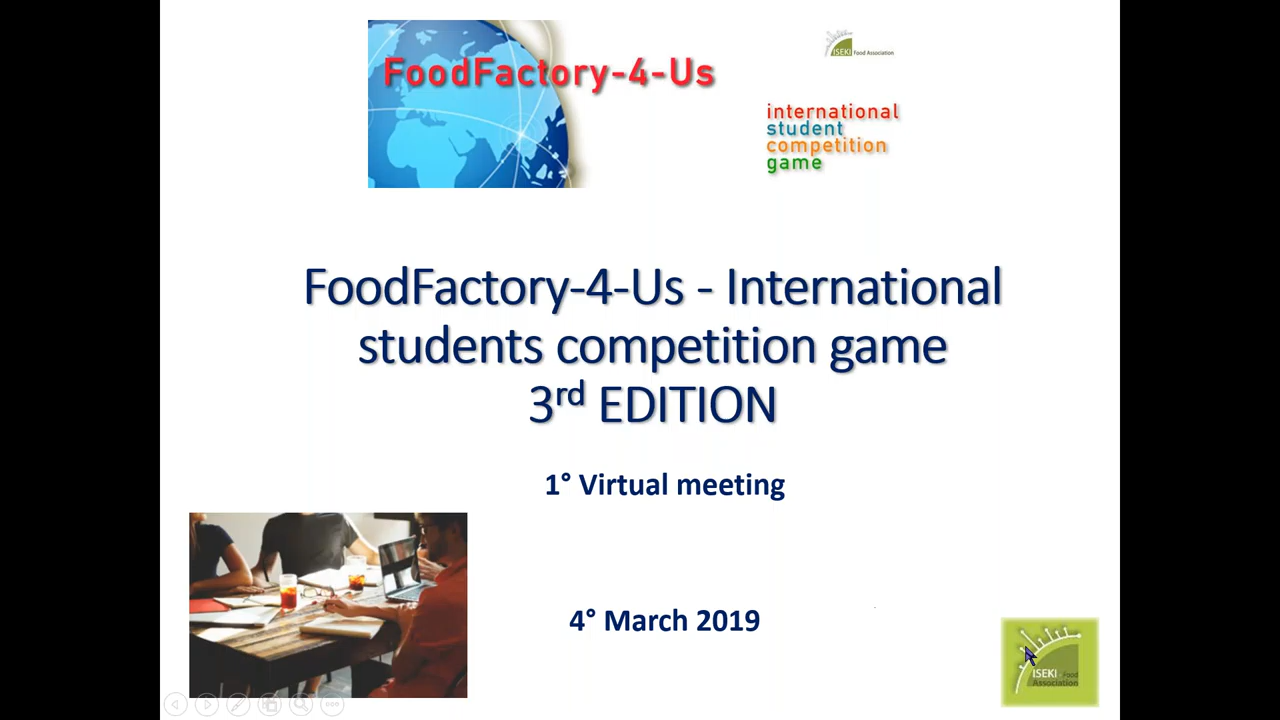 FoodFactory-4-Us
ISEKI Food Association
international
student
competition
game
FoodFactory-4-Us - International
students competition game
3rd EDITION
1° Virtual meeting
4° March 2019
ISEKI - Food
Association